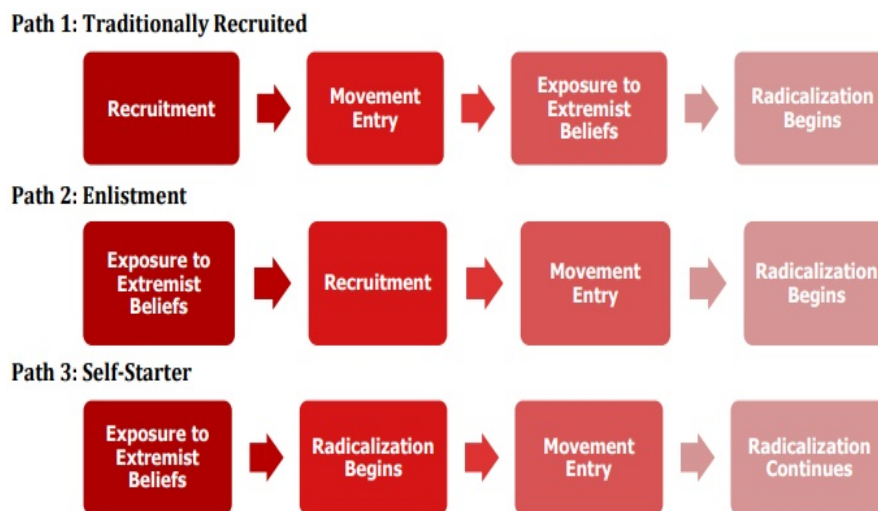 Path 1: Traditionally Recruited
Recruitment
Movement
Entry
Exposure to
Extremist
Beliefs
Radicalization
Begins
Path 2: Enlistment
Exposure to
Extremist
Beliefs
Recruitment
Movement
Entry
Radicalization
Begins
Path 3: Self-Starter
Exposure to
Extremist
Beliefs
Radicalization
Begins
Movement
Entry
Radicalization
Continues